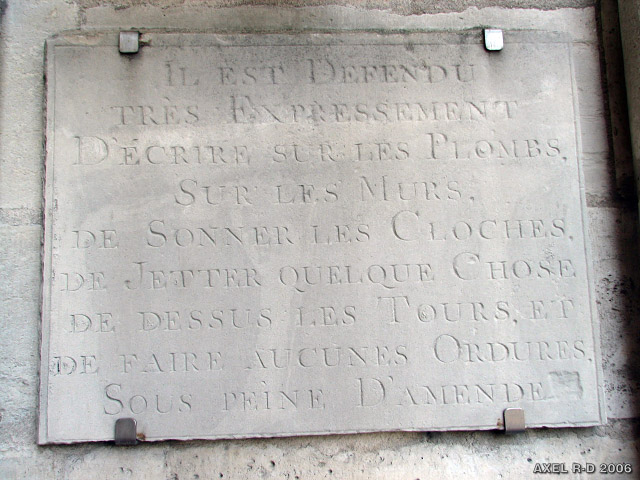 Il est Defendu
très Expressement
D'écrire sur les Plombs,
Sur les Murs,
de Sonner les Cloches,
de Jetter quelque Chose
de dessus les Tours, et
de faire aucunes Ordures,
Sous peine D'amende
AXEL R-D 2006